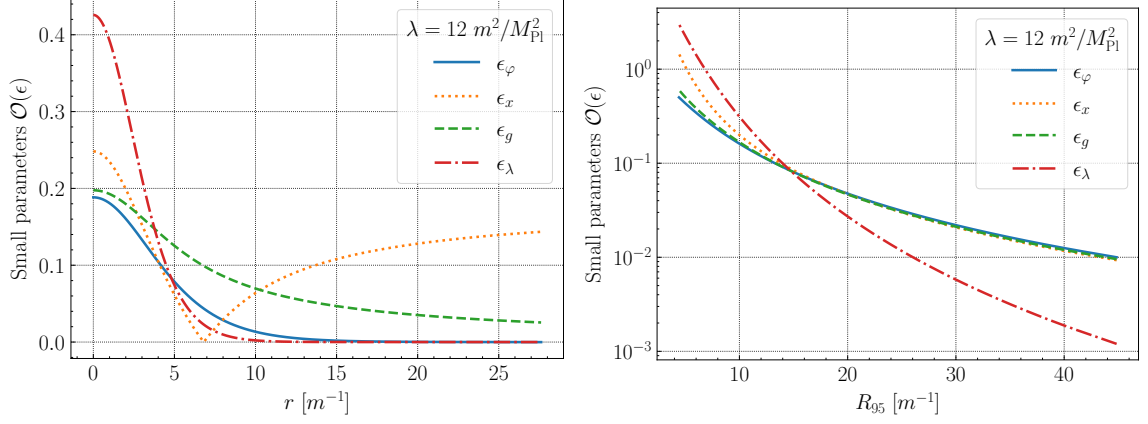 Small parameters 𝒪(ϵ)
0.4
0.3
0.2
0.1
0.0
λ = 12 m²/M²_Pl
ϵ_φ
ϵ_x
ϵ_g
ϵ_λ
0 5 10 15 20 25
r [m⁻¹]
Small parameters 𝒪(ϵ)
10⁰
10⁻¹
10⁻²
10⁻³
λ = 12 m²/M²_Pl
ϵ_φ
ϵ_x
ϵ_g
ϵ_λ
10 20 30 40
R₉₅ [m⁻¹]